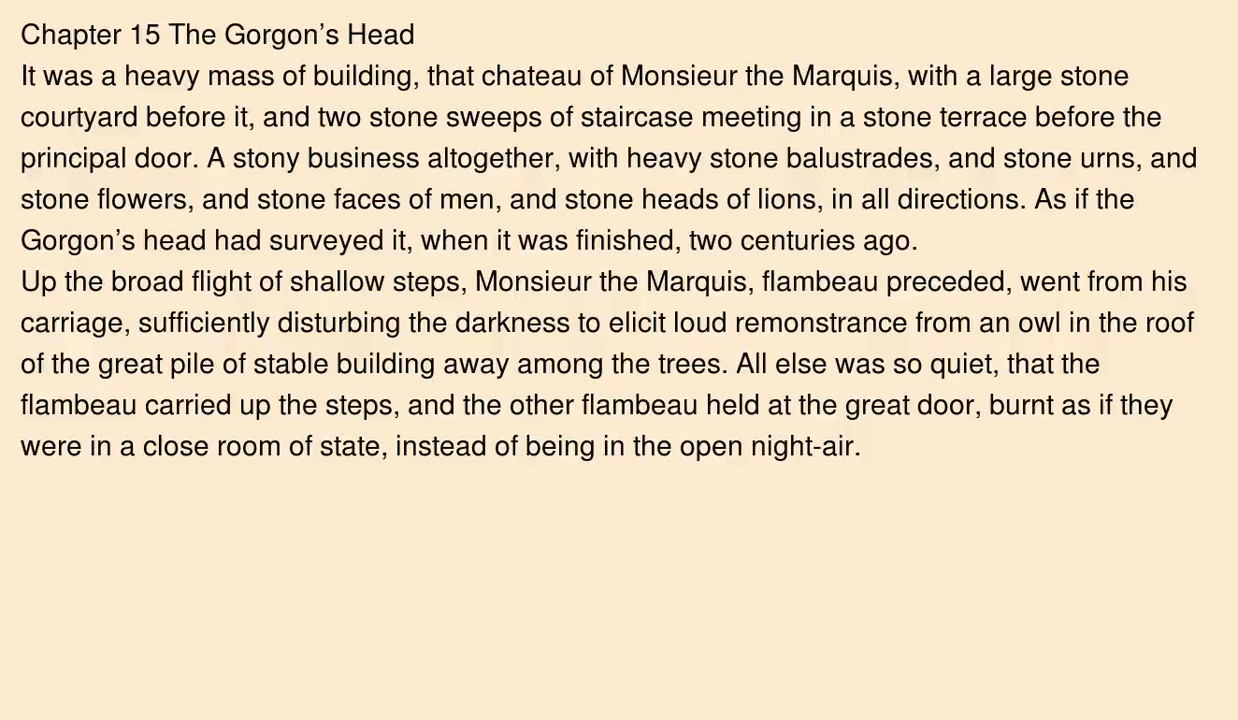 Chapter 15 The Gorgon’s Head
It was a heavy mass of building, that chateau of Monsieur the Marquis, with a large stone
courtyard before it, and two stone sweeps of staircase meeting in a stone terrace before the
principal door. A stony business altogether, with heavy stone balustrades, and stone urns, and
stone flowers, and stone faces of men, and stone heads of lions, in all directions. As if the
Gorgon’s head had surveyed it, when it was finished, two centuries ago.
Up the broad flight of shallow steps, Monsieur the Marquis, flambeau preceded, went from his
carriage, sufficiently disturbing the darkness to elicit loud remonstrance from an owl in the roof
of the great pile of stable building away among the trees. All else was so quiet, that the
flambeau carried up the steps, and the other flambeau held at the great door, burnt as if they
were in a close room of state, instead of being in the open night-air.